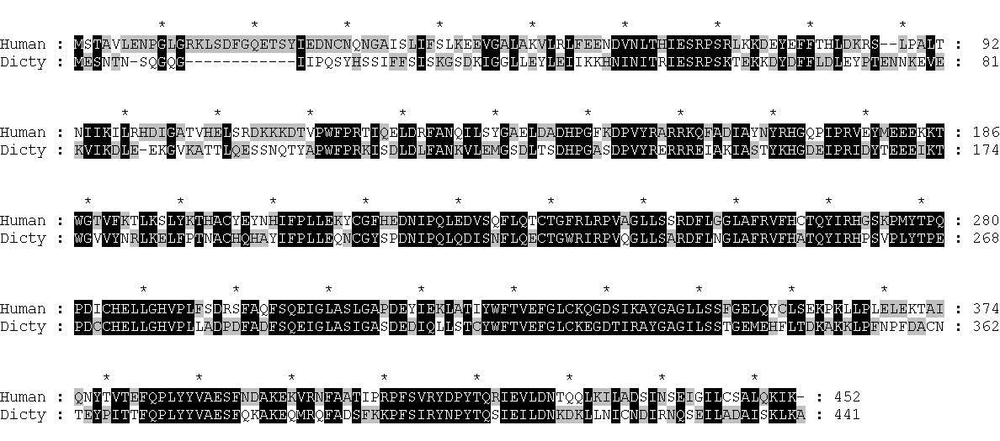 * * * * * * * * *
Human : MSTAVLENPGLGRKLSDFGQETSYIEDNCNQNGAISLIFSLKEEVGALAKVLRLFEENDVNLTHIESRPSRLKKDEYEFFTHLDKRS--LPALT : 92
Dicty : MESNTN-SQGQG------------IIPQSYHSSIFFSISKGSDKIGGLLEYLEIIKKHNINITRIESRPSKTEKKDYDFFLDLEYPTENNKEVE : 81
* * * * * * * * *
Human : NIIKILRHDIGATVHELSRDKKKDTVPWFPRTIQELDRFANQILSYGAELDADHPGFKDPVYRARRKQFADIAYNYRHGQPIPRVEYMEEEKKT : 186
Dicty : KVIKDLE-EKGVKATTLQESSNQTYAPWFPRKISDLDLFANKVLEMGSDLTSDHPGASDPVYRERRREIAKIASTYKHGDEIPRIDYTEEEIKT : 174
* * * * * * * * * *
Human : WGTVFKTLKSLYKTHACYEYNHIFPLLEKYCGFHEDNIPQLEDVSQFLQTCTGFRLRPVAGLLSSRDFLGGLAFRVFHCTQYIRHGSKPMYTPQ : 280
Dicty : WGVVYNRLKELFPTNACHQHAYIFPLLEQNCGYSPDNIPQLQDISNFLQECTGWRIRPVQGLLSARDFLNGLAFRVFHATQYIRHPSVPLYTPE : 268
* * * * * * * * *
Human : PDICHELLGHVPLFSDRSFAQFSQEIGLASLGAPDEYIEKLATIYWFTVEFGLCKQGDSIKAYGAGLLSSFGELQYCLSEKPKLLPLELEKTAI : 374
Dicty : PDCCHELLGHVPLLADPDFADFSQEIGLASIGASDEDIQLLSTCYWFTVEFGLCKEGDTIRAYGAGILSSTGEMEHFLTDKAKKLPFNPFDACN : 362
* * * * * * * *
Human : QNYTVTEFQPLYYVAESFNDAKEKVRNFAATIPRPFSVRYDPYTQRIEVLDNTQQLKILADSINSEIGILCSALQKIK- : 452
Dicty : TEYPITTFQPLYYVAESFQKAKEQMRQFADSFKKPFSIRYNPYTQSIEILDNKDKLLNICNDIRNQSEILADAISKLKA : 441